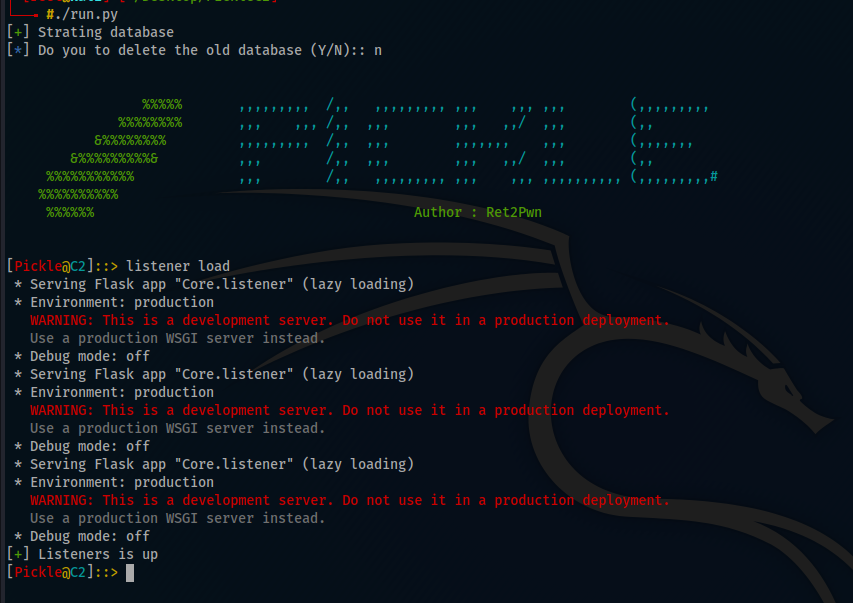 #./run.py
[+] Strating database
[*] Do you to delete the old database (Y/N):: n
%%%%% ,,,,,,,,, /,, ,,,,,,,,, ,,, ,,, ,,, (,,,,,,,,,
%%%%%%%% ,,, ,,, /,, ,,, ,,, ,,/ ,,, (,,
&%%%%%%%% ,,,,,,,,, /,, ,,, ,,,,,,, ,,, (,,,,,,,
&%%%%%%%%%& ,,, /,, ,,, ,,, ,,/ ,,, (,,
%%%%%%%%%%% ,,, /,, ,,,,,,,,, ,,, ,,, ,,,,,,,,,, (,,,,,,,,,#
%%%%%%%%%%
%%%%%% Author : Ret2Pwn
[Pickle@C2]::> listener load
* Serving Flask app "Core.listener" (lazy loading)
* Environment: production
WARNING: This is a development server. Do not use it in a production deployment.
Use a production WSGI server instead.
* Debug mode: off
* Serving Flask app "Core.listener" (lazy loading)
* Environment: production
WARNING: This is a development server. Do not use it in a production deployment.
Use a production WSGI server instead.
* Debug mode: off
* Serving Flask app "Core.listener" (lazy loading)
* Environment: production
WARNING: This is a development server. Do not use it in a production deployment.
Use a production WSGI server instead.
* Debug mode: off
[+] Listeners is up
[Pickle@C2]::>